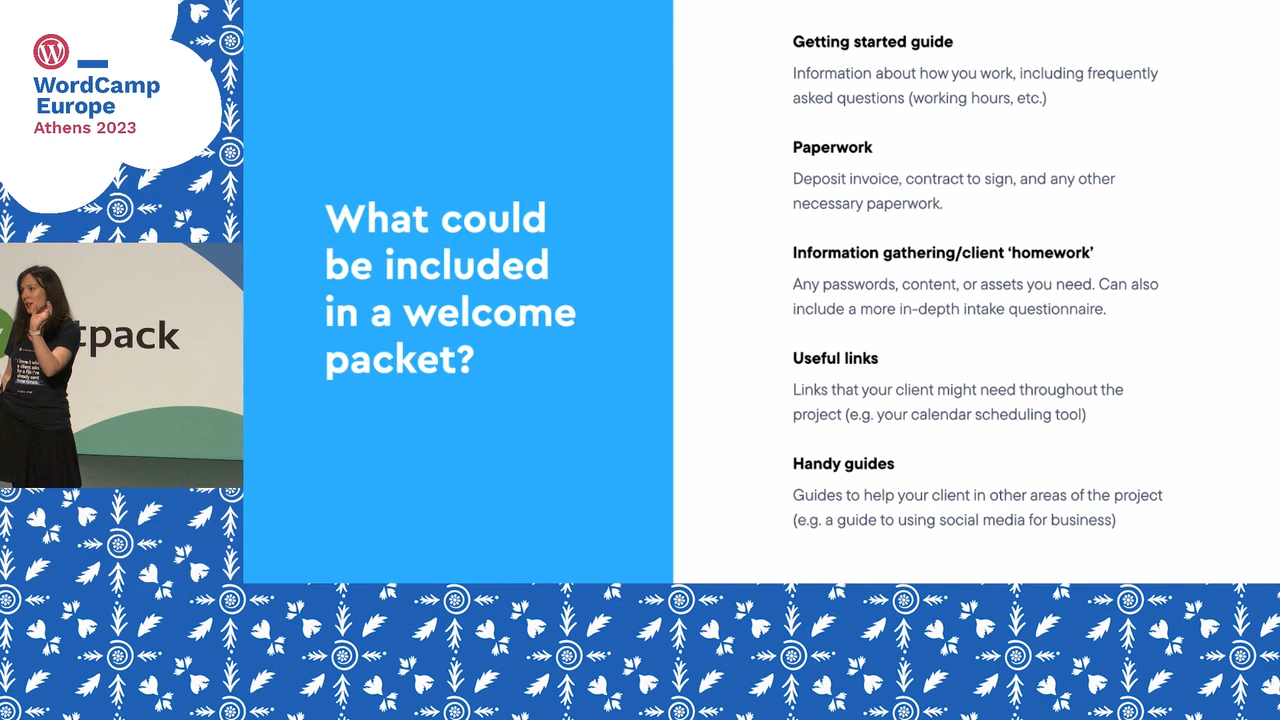 WordCamp
Europe
Athens 2023
tpack
What could
be included
in a welcome
packet?
Getting started guide
Information about how you work, including frequently
asked questions (working hours, etc.)
Paperwork
Deposit invoice, contract to sign, and any other
necessary paperwork.
Information gathering/client ‘homework’
Any passwords, content, or assets you need. Can also
include a more in-depth intake questionnaire.
Useful links
Links that your client might need throughout the
project (e.g. your calendar scheduling tool)
Handy guides
Guides to help your client in other areas of the project
(e.g. a guide to using social media for business)